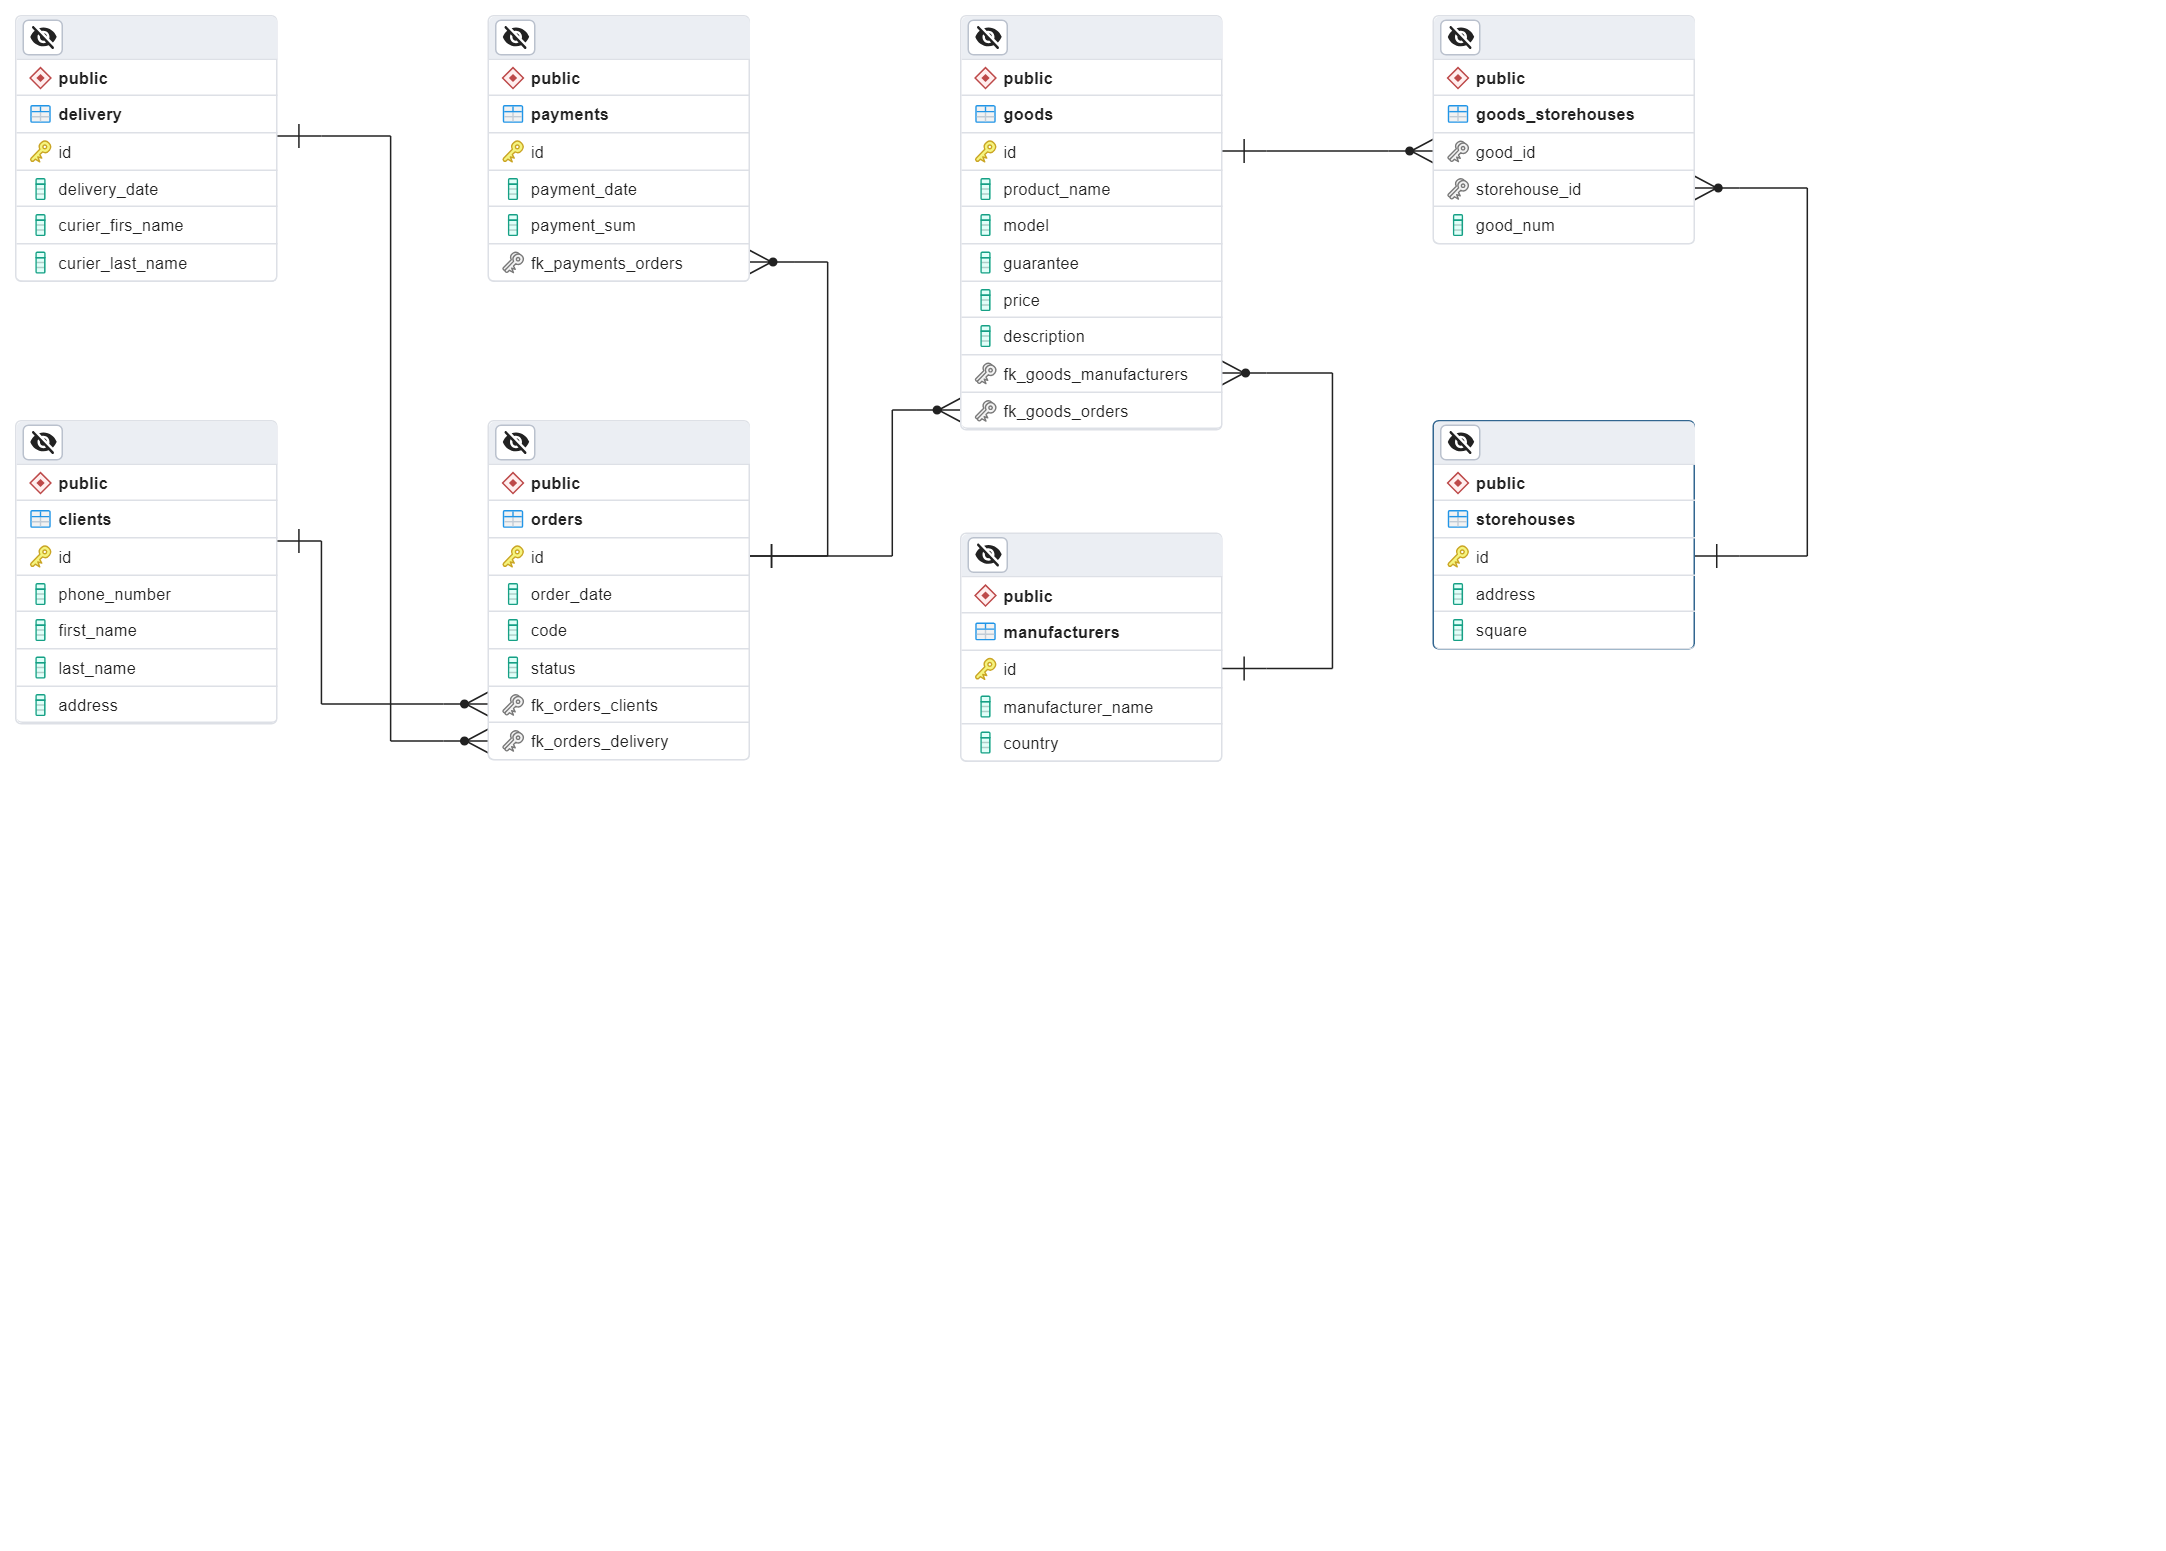 public
delivery
id
delivery_date
curier_firs_name
curier_last_name
public
payments
id
payment_date
payment_sum
fk_payments_orders
public
goods
id
product_name
model
guarantee
price
description
fk_goods_manufacturers
fk_goods_orders
public
goods_storehouses
good_id
storehouse_id
good_num
public
clients
id
phone_number
first_name
last_name
address
public
orders
id
order_date
code
status
fk_orders_clients
fk_orders_delivery
public
manufacturers
id
manufacturer_name
country
public
storehouses
id
address
square